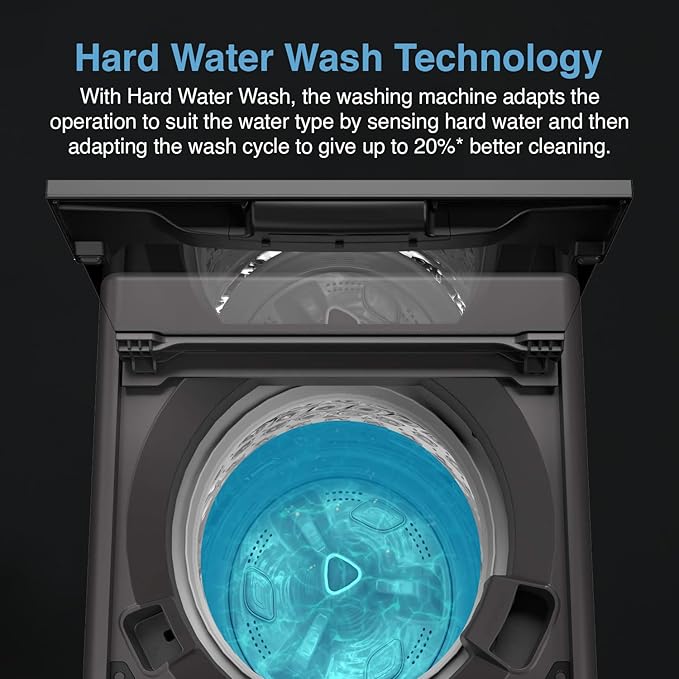 Hard Water Wash Technology
With Hard Water Wash, the washing machine adapts the
operation to suit the water type by sensing hard water and then
adapting the wash cycle to give up to 20%* better cleaning.